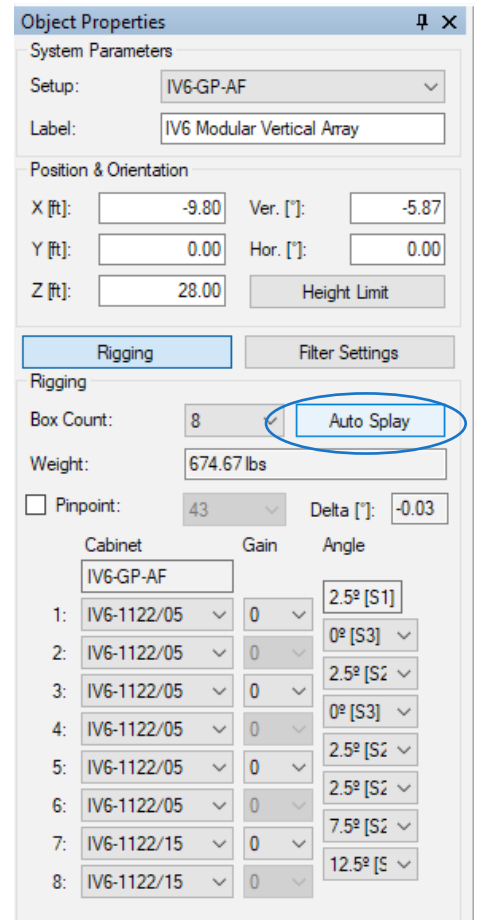 Object Properties
System Parameters
Setup: IV6-GP-AF
Label: IV6 Modular Vertical Array
Position & Orientation
X [ft]: -9.80 Ver. [°]: -5.87
Y [ft]: 0.00 Hor. [°]: 0.00
Z [ft]: 28.00 Height Limit
Rigging Filter Settings
Rigging
Box Count: 8 Auto Splay
Weight: 674.67 lbs
Pinpoint: 43 Delta [°]: -0.03
Cabinet Gain Angle
IV6-GP-AF
2.5º [S1]
1: IV6-1122/05 0
0º [S3]
2: IV6-1122/05 0
2.5º [S2
3: IV6-1122/05 0
0º [S3]
4: IV6-1122/05 0
2.5º [S2
5: IV6-1122/05 0
2.5º [S2
6: IV6-1122/05 0
7.5º [S2
7: IV6-1122/15 0
12.5º [S
8: IV6-1122/15 0